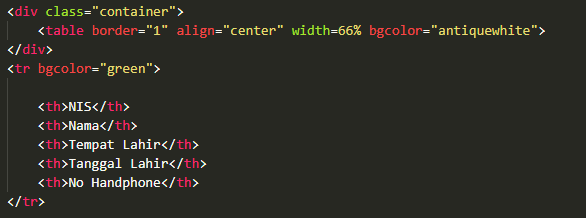 <div class="container">
    <table border="1" align="center" width=66% bgcolor="antiquewhite">
</div>
<tr bgcolor="green">
    <th>NIS</th>
    <th>Nama</th>
    <th>Tempat Lahir</th>
    <th>Tanggal Lahir</th>
    <th>No Handphone</th>
</tr>